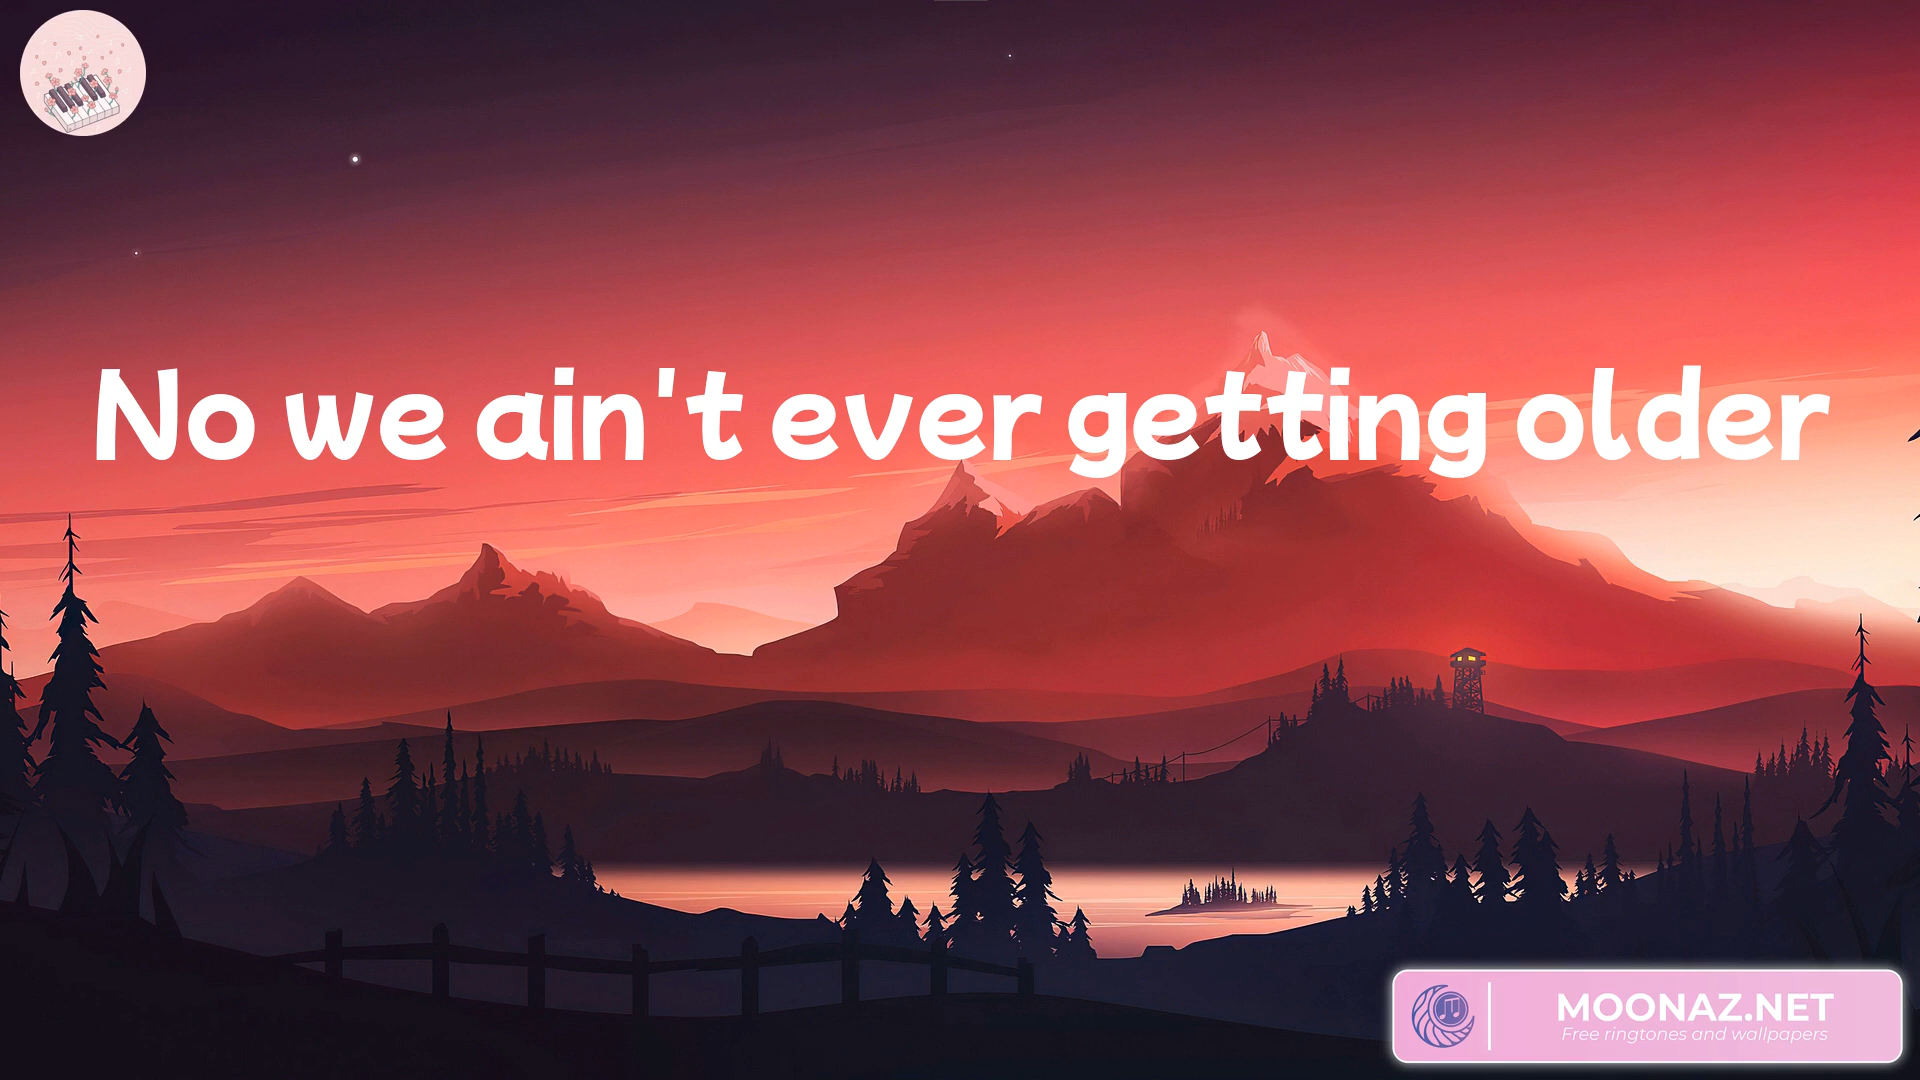 No we ain't ever getting older
MOONAZ.NET
Free ringtones and wallpapers